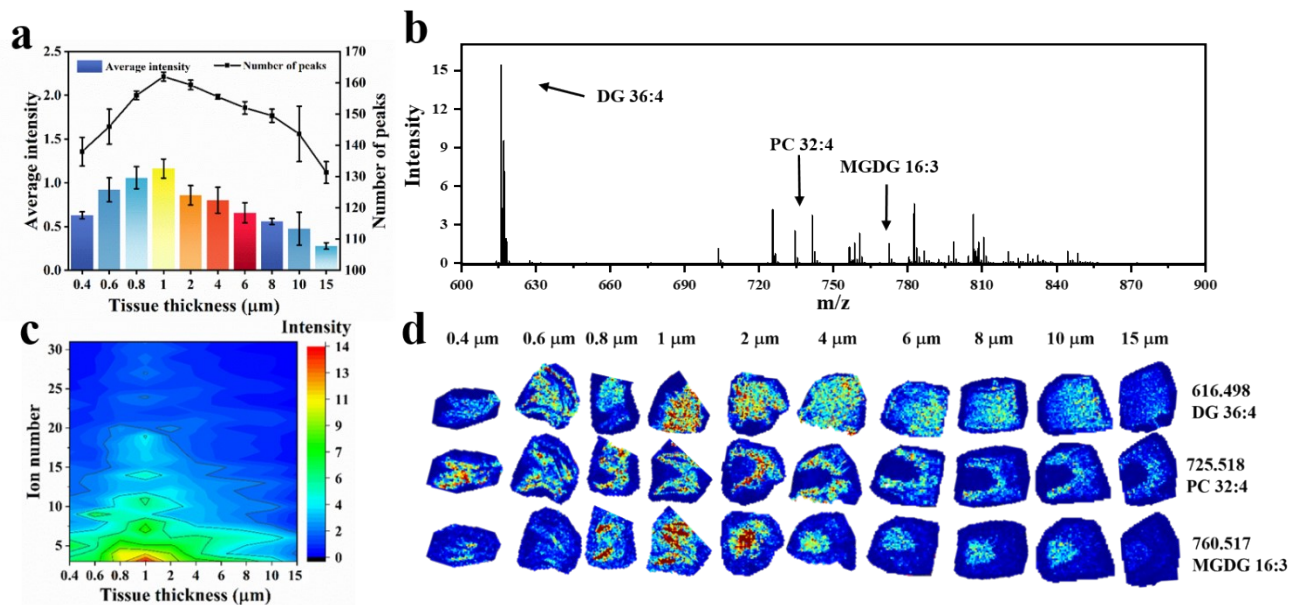 a
2.5
2.0
1.5
1.0
0.5
0.0
Average intensity
Average intensity
Number of peaks
170
160
150
140
130
120
110
100
Number of peaks
0.4 0.6 0.8 1 2 4 6 8 10 15
Tissue thickness (μm)
b
15
12
9
6
3
0
Intensity
DG 36:4
PC 32:4
MGDG 16:3
600 630 660 690 720 750 780 810 840 870 900
m/z
c
Intensity
30
25
20
15
10
5
Ion number
14
13
11
10
8
7
6
4
3
1
0
0.4 0.6 0.8 1 2 4 6 8 10 15
Tissue thickness (μm)
d
0.4 μm 0.6 μm 0.8 μm 1 μm 2 μm 4 μm 6 μm 8 μm 10 μm 15 μm
616.498
DG 36:4
725.518
PC 32:4
760.517
MGDG 16:3